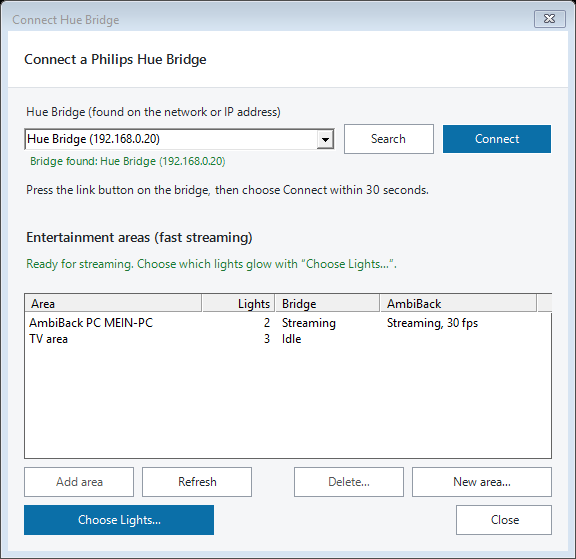 Connect Hue Bridge
Connect a Philips Hue Bridge
Hue Bridge (found on the network or IP address)
Hue Bridge (192.168.0.20)
Search
Connect
Bridge found: Hue Bridge (192.168.0.20)
Press the link button on the bridge, then choose Connect within 30 seconds.
Entertainment areas (fast streaming)
Ready for streaming. Choose which lights glow with “Choose Lights...”.
Area Lights Bridge AmbiBack
AmbiBack PC MEIN-PC 2 Streaming Streaming, 30 fps
TV area 3 Idle
Add area
Refresh
Delete...
New area...
Choose Lights...
Close